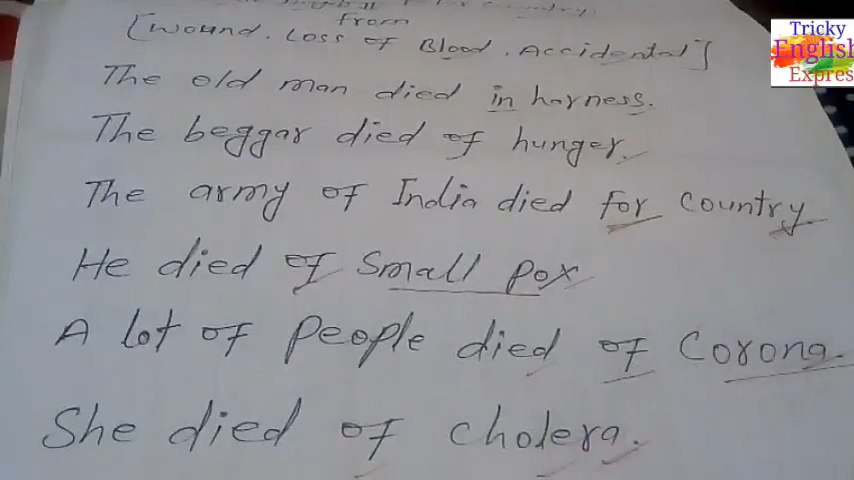 for Country,
from
[Wound. Loss of Blood. Accidental]
The old man died in harness.
The beggar died of hunger.
The army of India died for country
He died of Small pox
A lot of people died of Corona.
She died of cholera.
Tricky
English
Expres